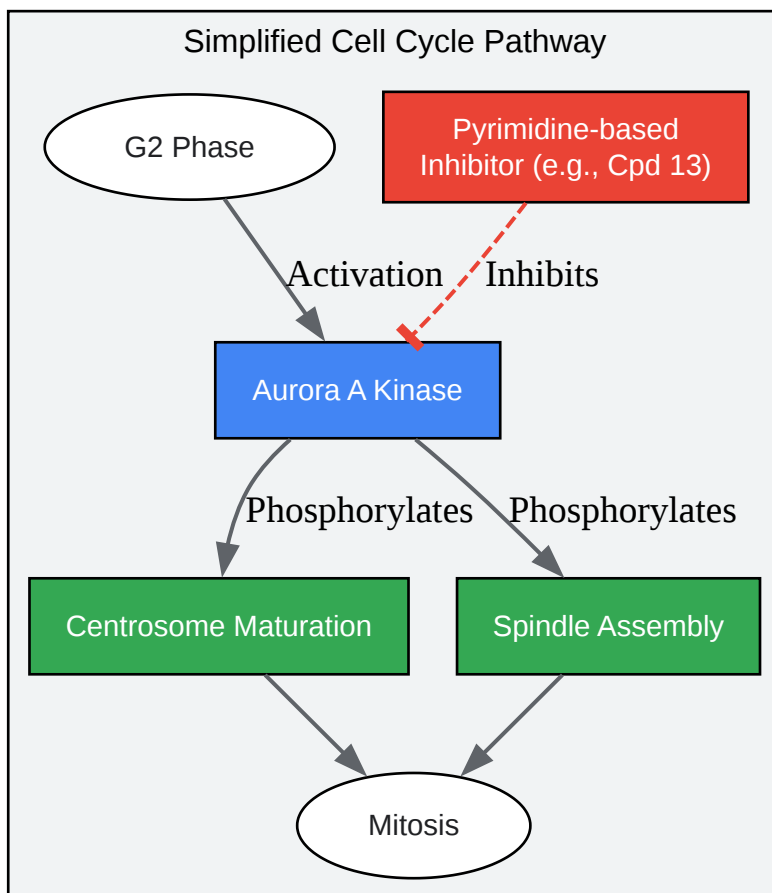 Simplified Cell Cycle Pathway
G2 Phase
Pyrimidine-based
Inhibitor (e.g., Cpd 13)
Activation
Inhibits
Aurora A Kinase
Phosphorylates
Phosphorylates
Centrosome Maturation
Spindle Assembly
Mitosis